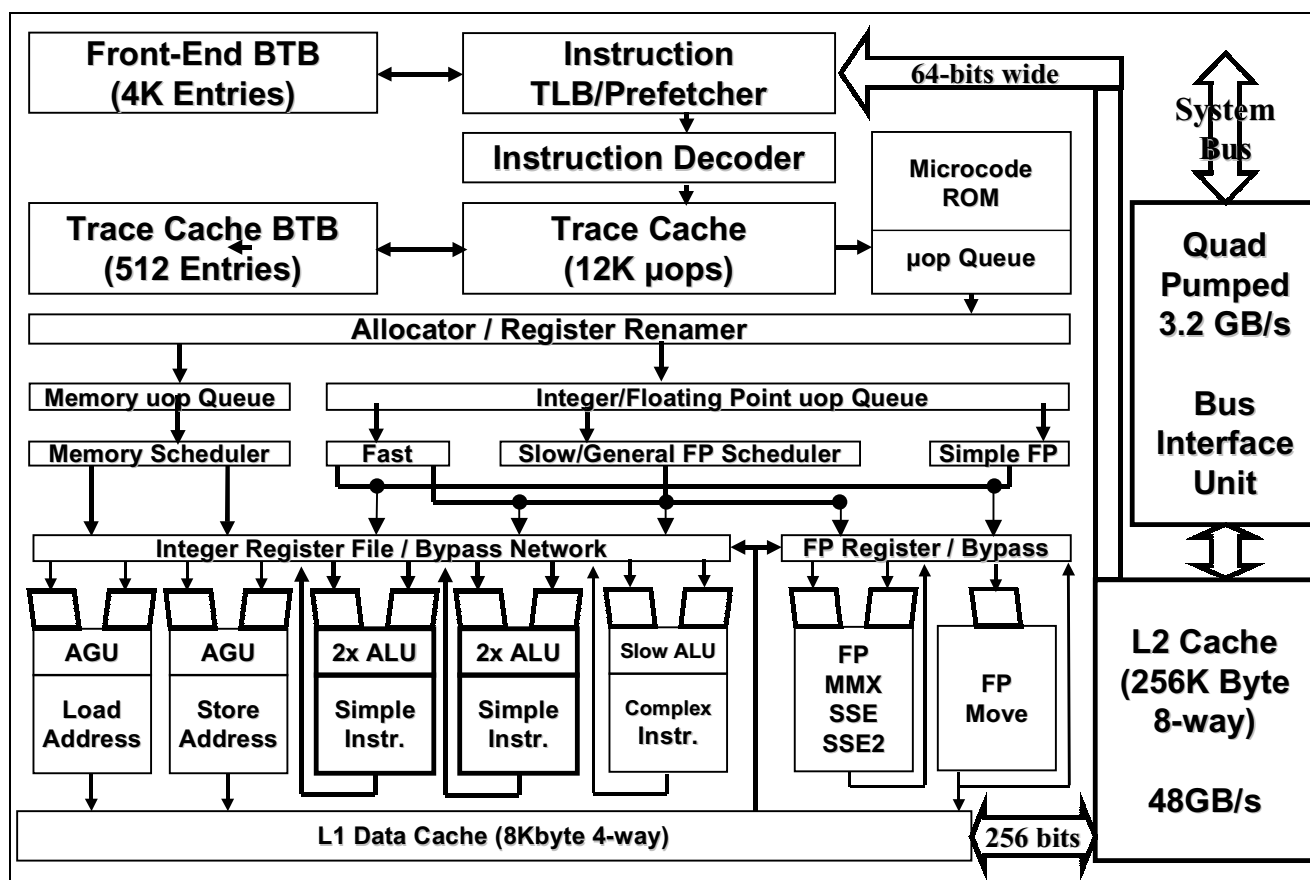 Front-End BTB
(4K Entries)
Instruction
TLB/Prefetcher
64-bits wide
System
Bus
Instruction Decoder
Microcode
ROM
Trace Cache BTB
(512 Entries)
Trace Cache
(12K µops)
µop Queue
Quad
Pumped
3.2 GB/s
Bus
Interface
Unit
Allocator / Register Renamer
Memory uop Queue
Integer/Floating Point uop Queue
Memory Scheduler
Fast
Slow/General FP Scheduler
Simple FP
Integer Register File / Bypass Network
FP Register / Bypass
AGU
Load
Address
AGU
Store
Address
2x ALU
Simple
Instr.
2x ALU
Simple
Instr.
Slow ALU
Complex
Instr.
FP
MMX
SSE
SSE2
FP
Move
L2 Cache
(256K Byte
8-way)
48GB/s
L1 Data Cache (8Kbyte 4-way)
256 bits